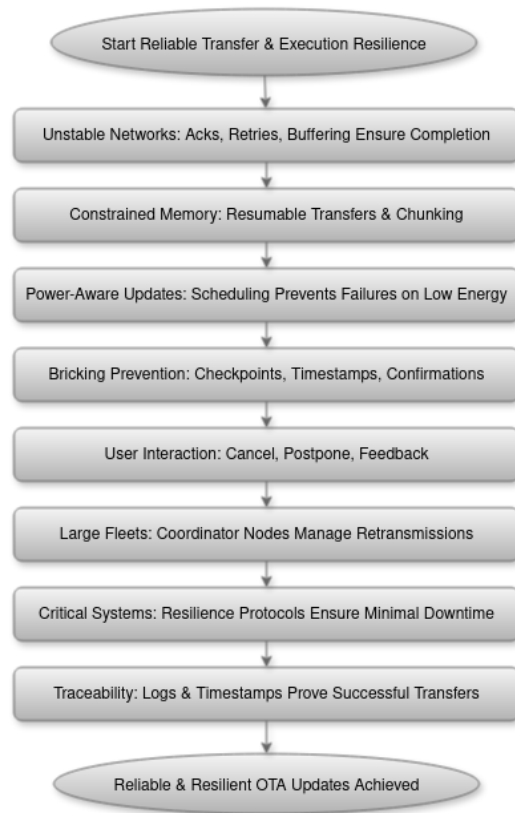 Start Reliable Transfer & Execution Resilience
Unstable Networks: Acks, Retries, Buffering Ensure Completion
Constrained Memory: Resumable Transfers & Chunking
Power-Aware Updates: Scheduling Prevents Failures on Low Energy
Bricking Prevention: Checkpoints, Timestamps, Confirmations
User Interaction: Cancel, Postpone, Feedback
Large Fleets: Coordinator Nodes Manage Retransmissions
Critical Systems: Resilience Protocols Ensure Minimal Downtime
Traceability: Logs & Timestamps Prove Successful Transfers
Reliable & Resilient OTA Updates Achieved